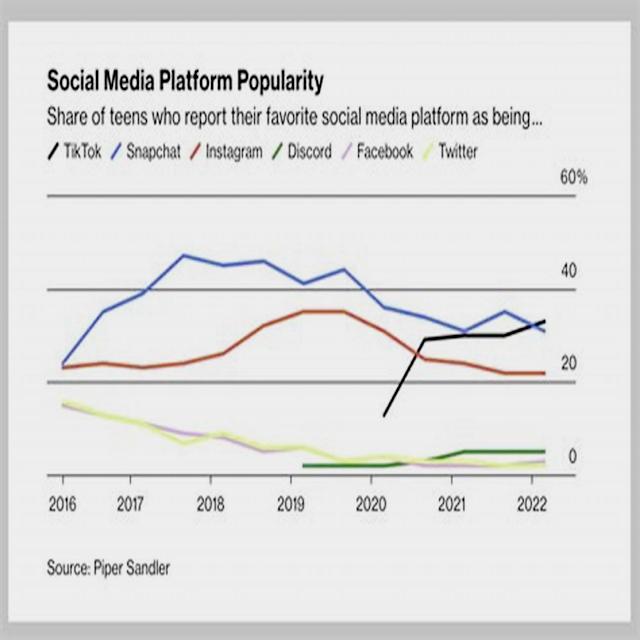 Social Media Platform Popularity
Share of teens who report their favorite social media platform as being...
TikTok Snapchat Instagram Discord Facebook Twitter
60%
40
20
0
2016 2017 2018 2019 2020 2021 2022
Source: Piper Sandler